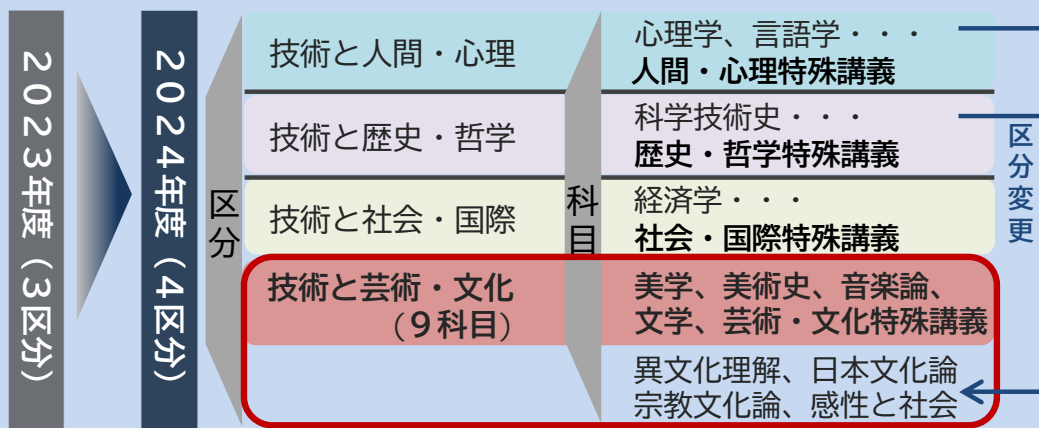 2023年度（3区分）
2024年度（4区分）
区分
技術と人間・心理
技術と歴史・哲学
技術と社会・国際
技術と芸術・文化
（9科目）
科目
心理学、言語学・・・
人間・心理特殊講義
科学技術史・・・
歴史・哲学特殊講義
経済学・・・
社会・国際特殊講義
美学、美術史、音楽論、
文学、芸術・文化特殊講義
異文化理解、日本文化論
宗教文化論、感性と社会
区分変更